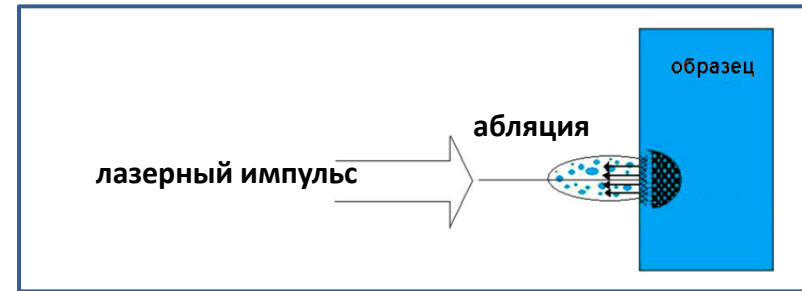 образец
абляция
лазерный импульс